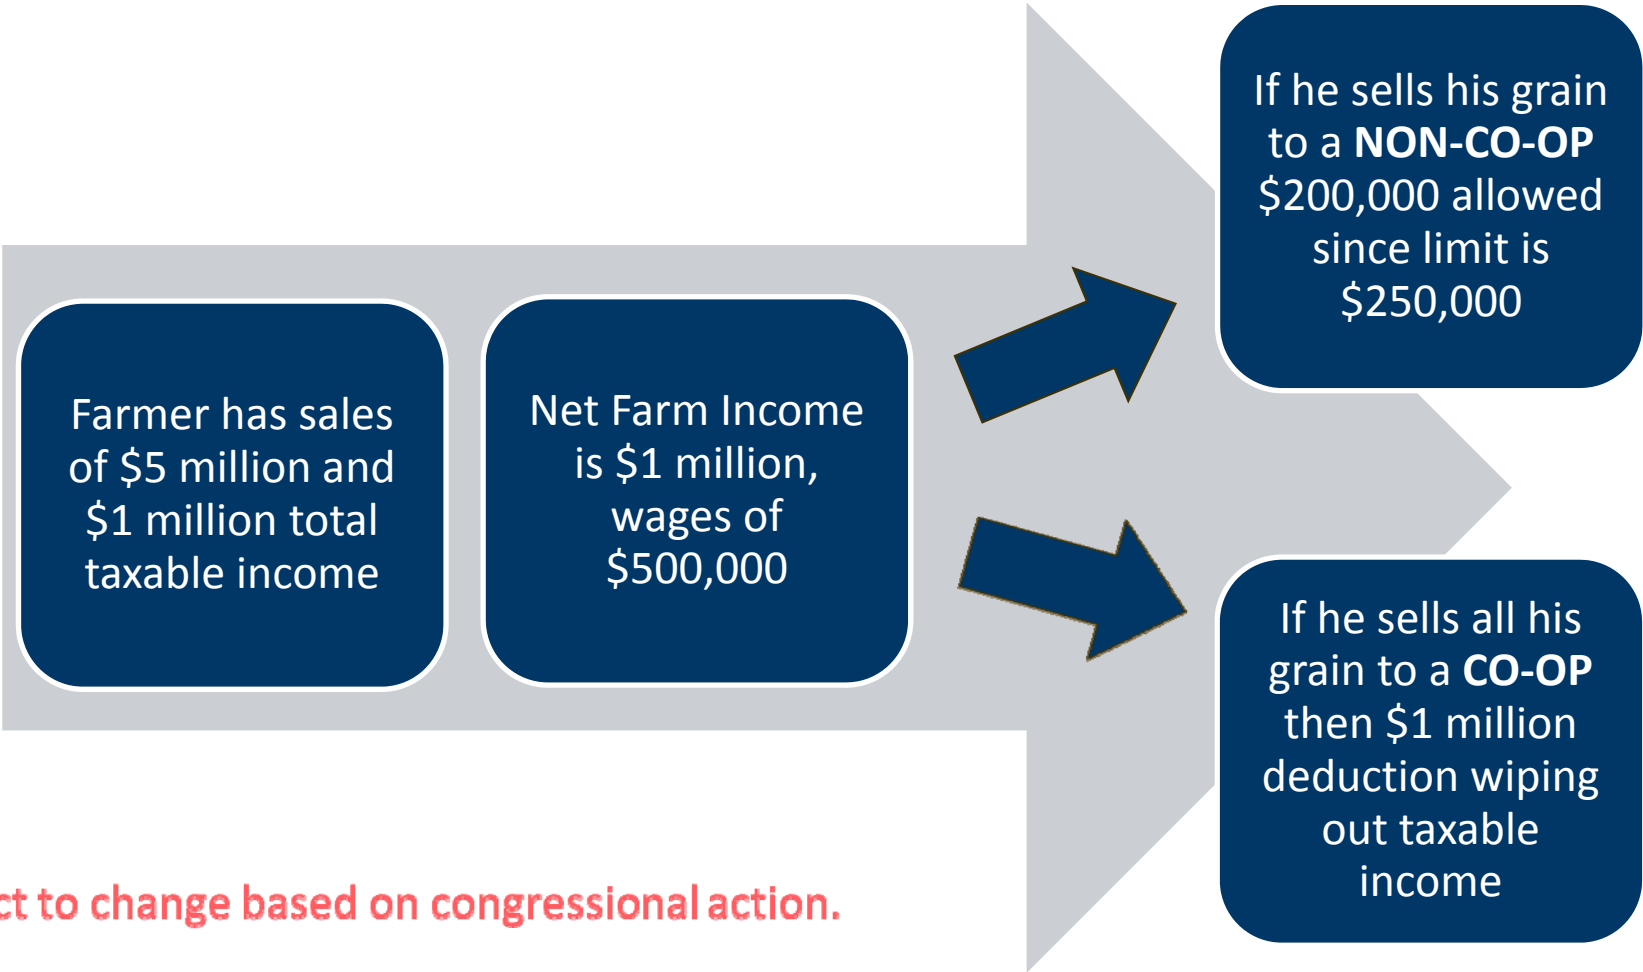 Farmer has sales
of $5 million and
$1 million total
taxable income
Net Farm Income
is $1 million,
wages of
$500,000
If he sells his grain
to a NON-CO-OP
$200,000 allowed
since limit is
$250,000
If he sells all his
grain to a CO-OP
then $1 million
deduction wiping
out taxable
income
to change based on congressional action.